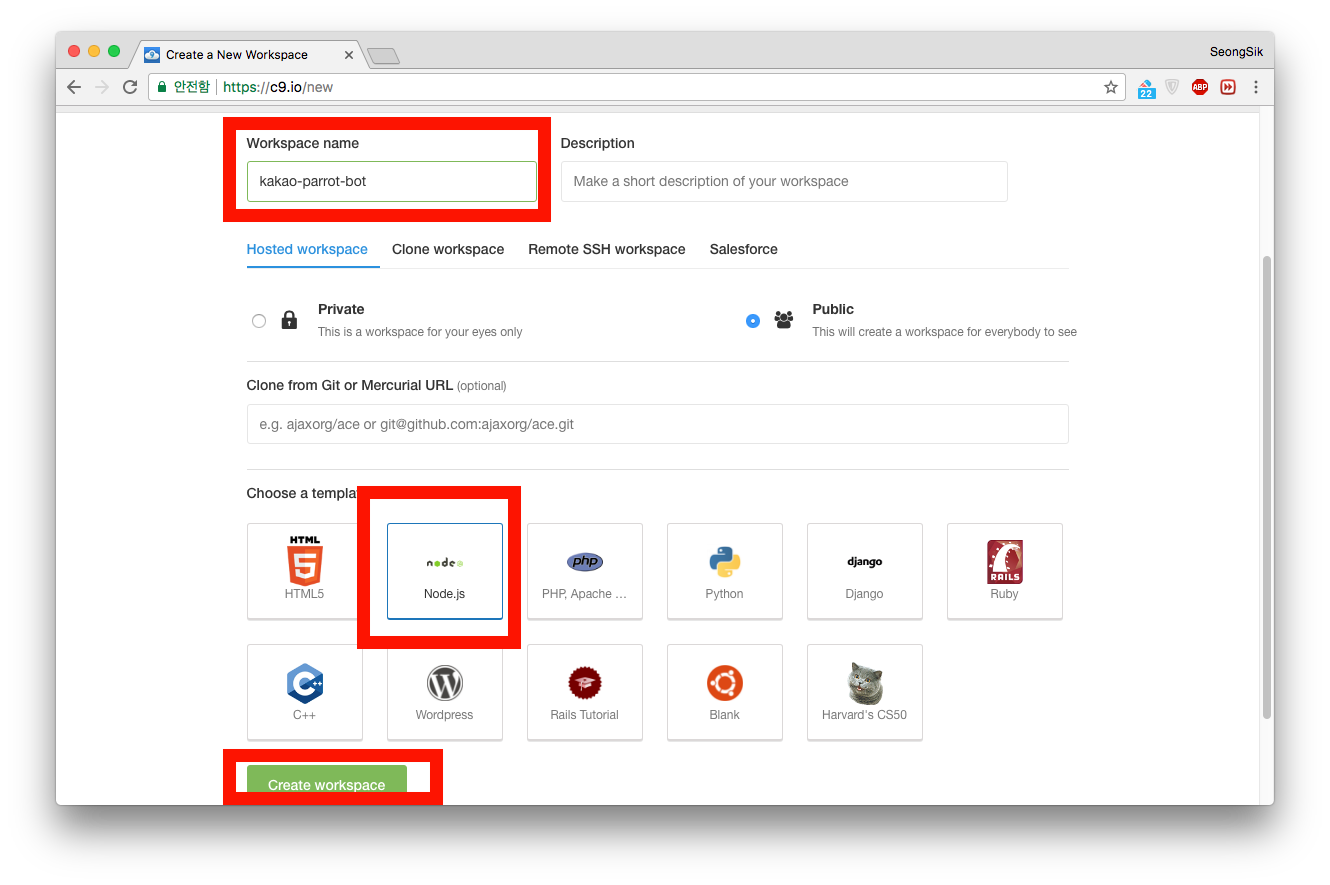 Create a New Workspace
SeongSik
안전함 https://c9.io/new
22
ABP
Workspace name
Description
kakao-parrot-bot
Make a short description of your workspace
Hosted workspace
Clone workspace
Remote SSH workspace
Salesforce
Private
Public
This is a workspace for your eyes only
This will create a workspace for everybody to see
Clone from Git or Mercurial URL (optional)
e.g. ajaxorg/ace or git@github.com:ajaxorg/ace.git
Choose a templat
HTML
5
HTML5
node
Node.js
php
PHP, Apache ...
Python
django
Django
RAILS
Ruby
C++
C++
W
Wordpress
Rails Tutorial
Blank
Harvard's CS50
Create workspace